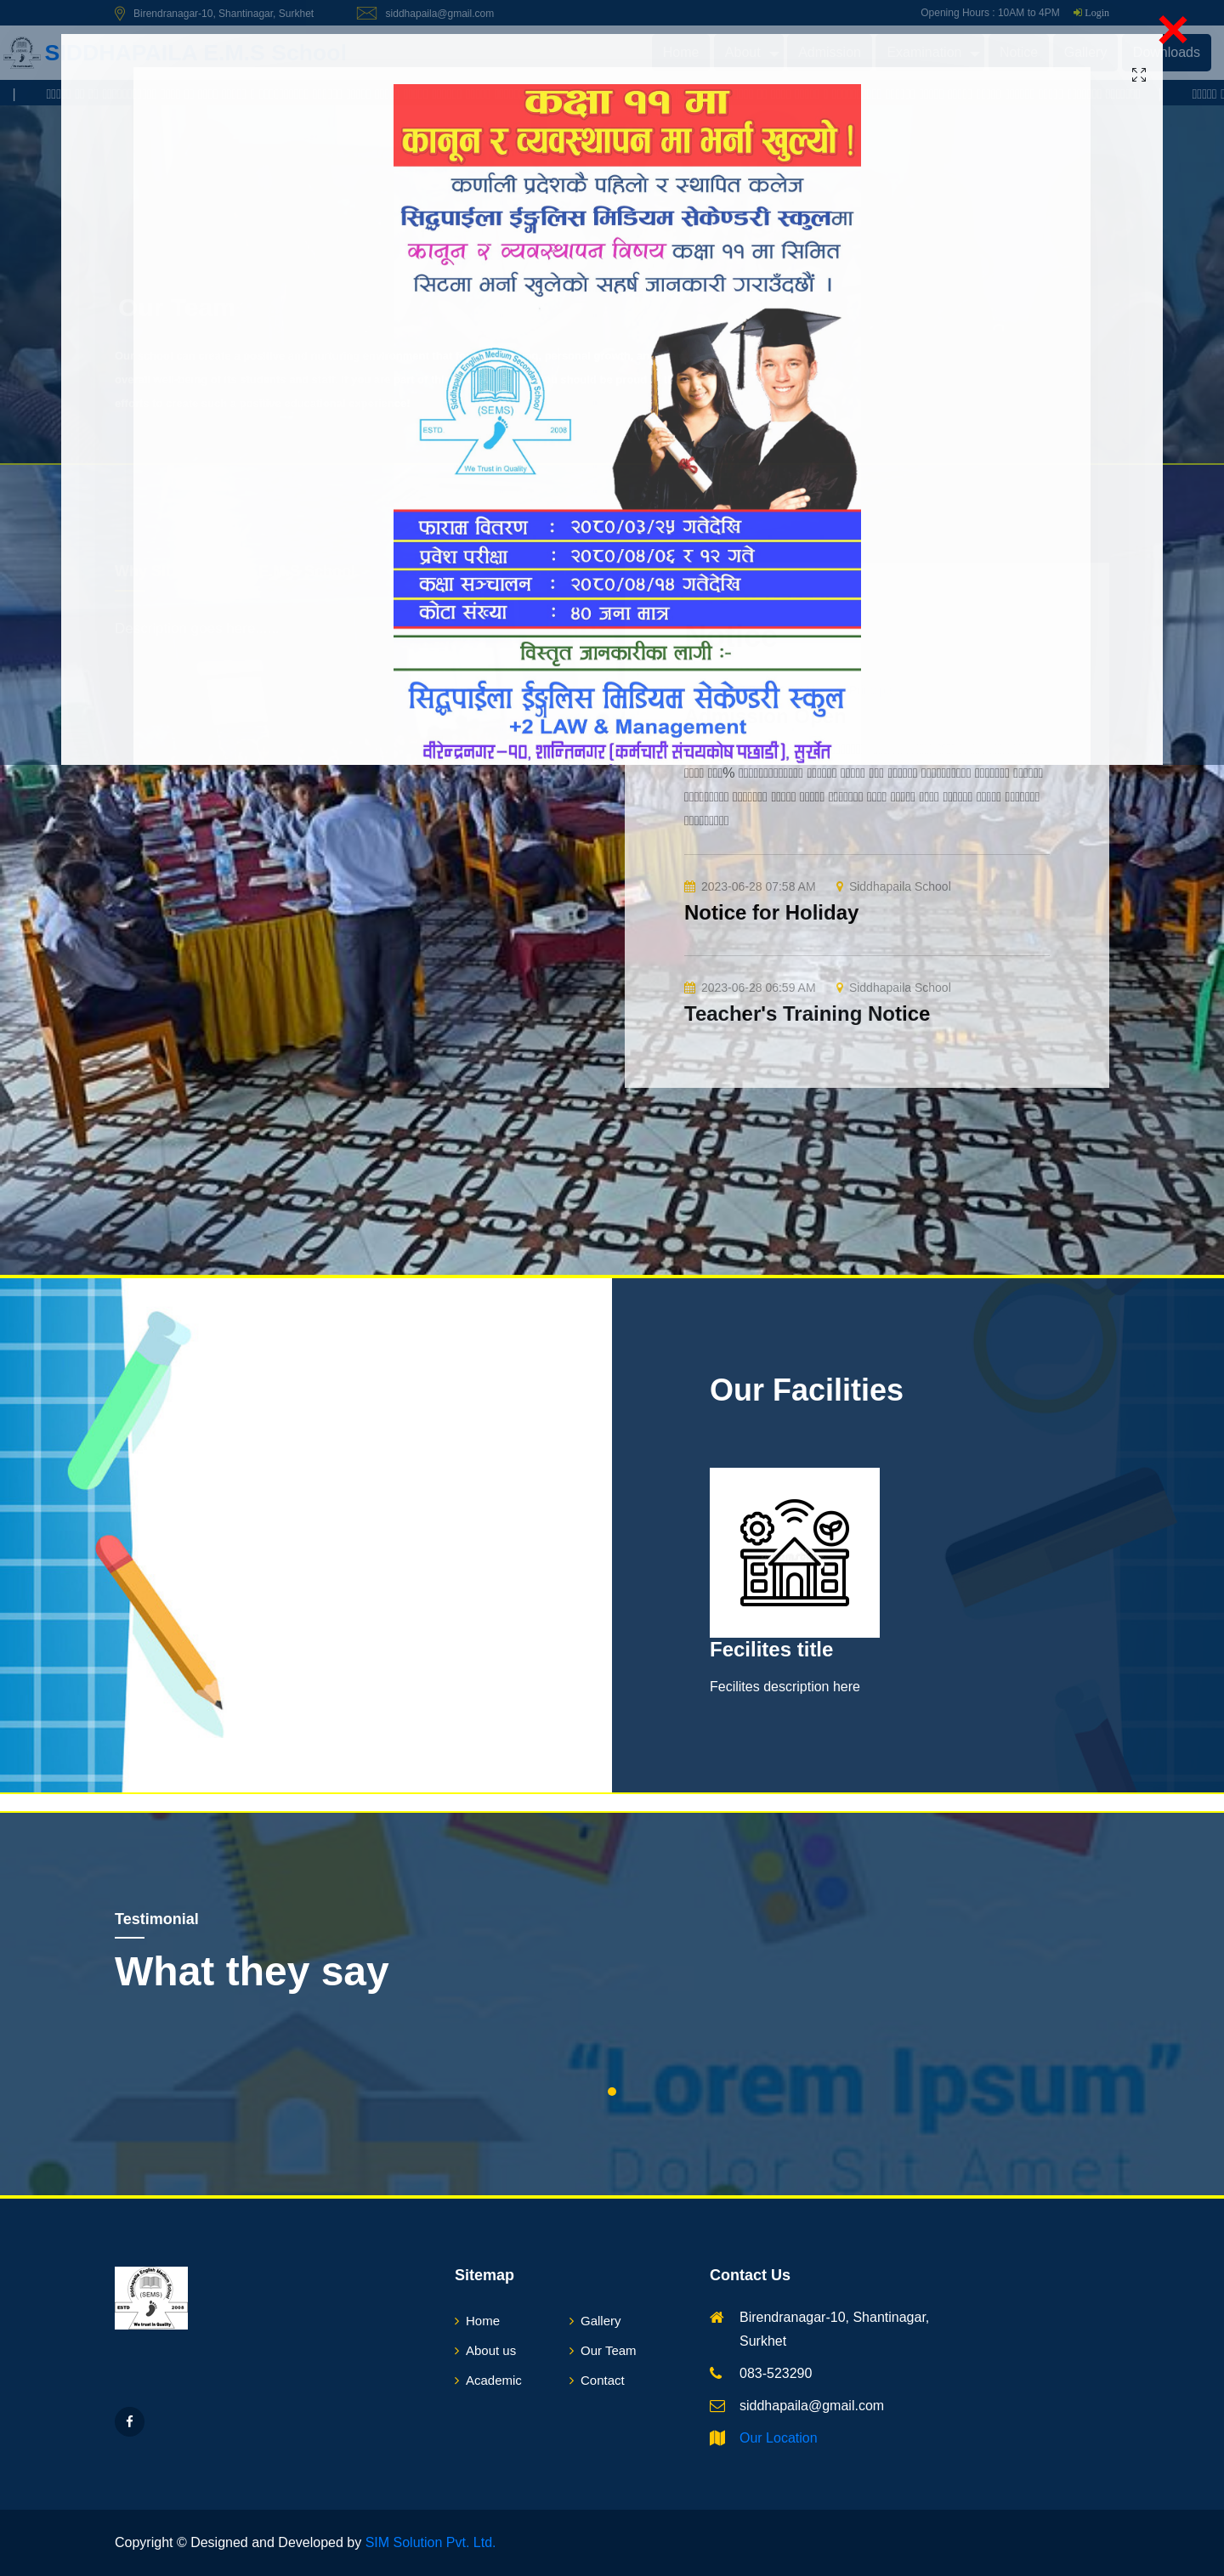 Birendranagar-10, Shantinagar, Surkhet
siddhapaila@gmail.com
Opening Hours : 10AM to 4PM
Login
SIDDHAPAILA E.M.S School
कक्षा ११ मा
कानून र व्यवस्थापन मा भर्ना खुल्यो !
कर्णाली प्रदेशकै पहिलो र स्थापित कलेज
सिद्धपाईला ईङ्गलिस मिडियम सेकेण्डरी स्कुलमा
कानून र व्यवस्थापन विषय कक्षा ११ मा सिमित
सिटमा भर्ना खुलेको सहर्ष जानकारी गराउँदछौं ।
Siddhapaila English Medium Secondary School
(SEMS)
ESTD. 2008
We Trust in Quality
फाराम वितरण : २०८०/०३/२५ गतेदेखि
प्रवेश परीक्षा : २०८०/०४/०६ र १२ गते
कक्षा सञ्चालन : २०८०/०४/१४ गतेदेखि
कोटा संख्या : ४० जना मात्र
विस्तृत जानकारीका लागी :-
सिद्धपाईला ईङ्गलिस मिडियम सेकेण्डरी स्कुल
+2 LAW & Management
वीरेन्द्रनगर-१०, शान्तिनगर (कर्मचारी संचयकोष पछाडी), सुर्खेत
2023-06-28 07:58 AM Siddhapaila School
Notice for Holiday
2023-06-28 06:59 AM Siddhapaila School
Teacher's Training Notice
Our Facilities
Fecilites title
Fecilites description here
Testimonial
What they say
“Lorem Ipsum”
Dolor Sit Amet
Sitemap
Home
Gallery
About us
Our Team
Academic
Contact
Contact Us
Birendranagar-10, Shantinagar,
Surkhet
083-523290
siddhapaila@gmail.com
Our Location
Copyright © Designed and Developed by SIM Solution Pvt. Ltd.